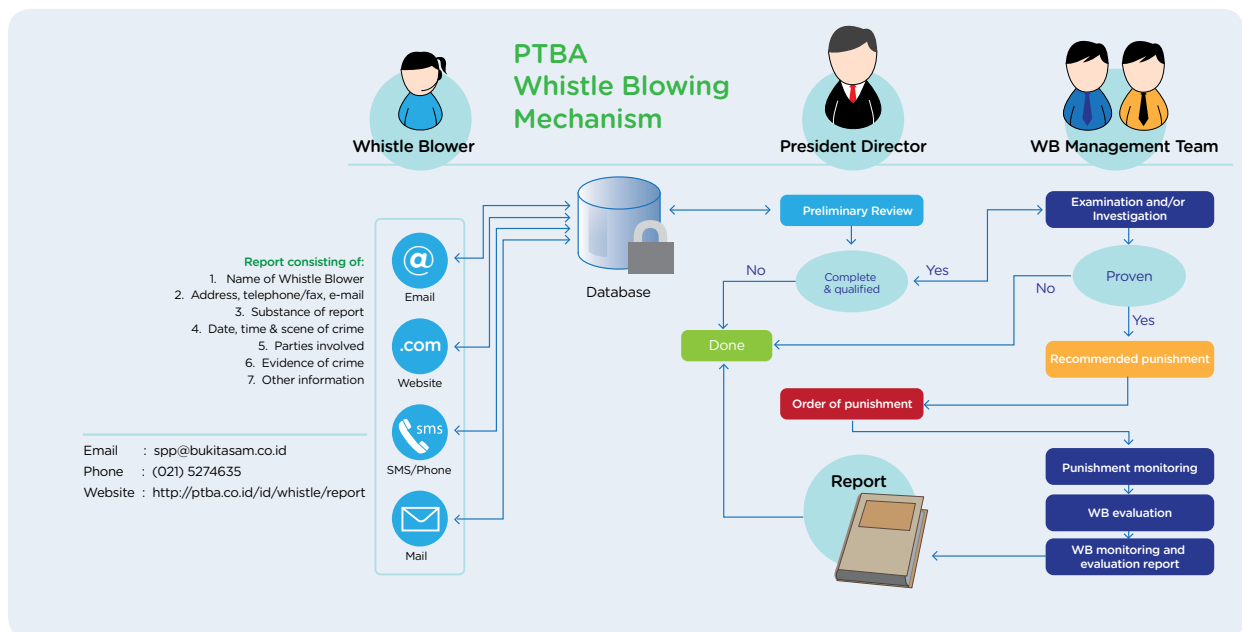 PTBA
Whistle Blowing
Mechanism
Whistle Blower
President Director
WB Management Team
Report consisting of:
1. Name of Whistle Blower
2. Address, telephone/fax, e-mail
3. Substance of report
4. Date, time & scene of crime
5. Parties involved
6. Evidence of crime
7. Other information
Email : spp@bukitasam.co.id
Phone : (021) 5274635
Website : http://ptba.co.id/id/whistle/report
@
Email
.com
Website
sms
SMS/Phone
Mail
Database
Preliminary Review
Complete
& qualified
No
Yes
Done
Examination and/or
Investigation
Proven
No
Yes
Recommended punishment
Order of punishment
Punishment monitoring
WB evaluation
WB monitoring and
evaluation report
Report